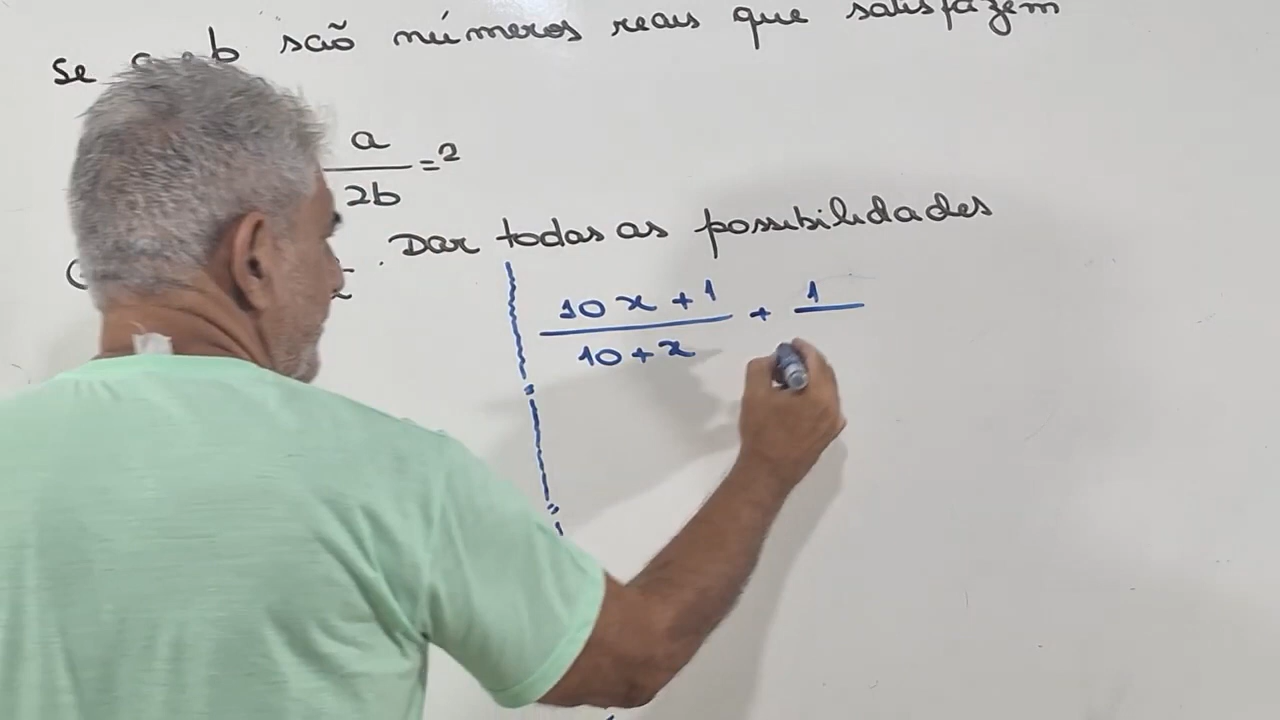 Se b são números reais que satisfazem
a
2b =2
. Dar todas as possibilidades
10x + 1 + 1
10 + x